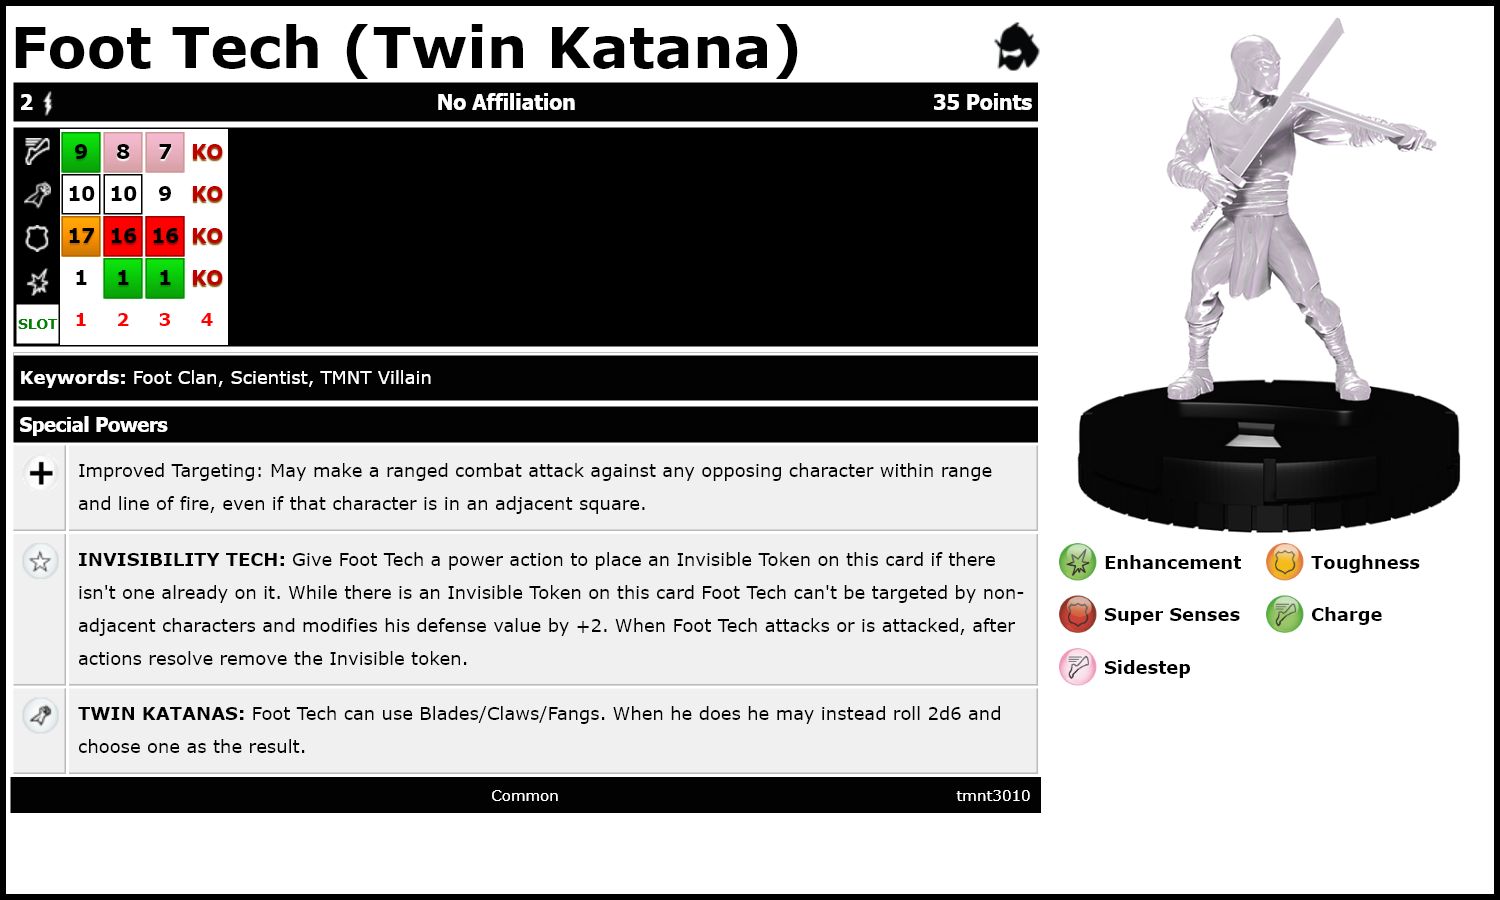 Foot Tech (Twin Katana)
2 No Affiliation 35 Points
9 8 7 KO
10 10 9 KO
17 16 16 KO
1 1 1 KO
SLOT 1 2 3 4
Keywords: Foot Clan, Scientist, TMNT Villain
Special Powers
Improved Targeting: May make a ranged combat attack against any opposing character within range
and line of fire, even if that character is in an adjacent square.
INVISIBILITY TECH: Give Foot Tech a power action to place an Invisible Token on this card if there
isn't one already on it. While there is an Invisible Token on this card Foot Tech can't be targeted by non-
adjacent characters and modifies his defense value by +2. When Foot Tech attacks or is attacked, after
actions resolve remove the Invisible token.
TWIN KATANAS: Foot Tech can use Blades/Claws/Fangs. When he does he may instead roll 2d6 and
choose one as the result.
Common tmnt3010
Enhancement Toughness
Super Senses Charge
Sidestep